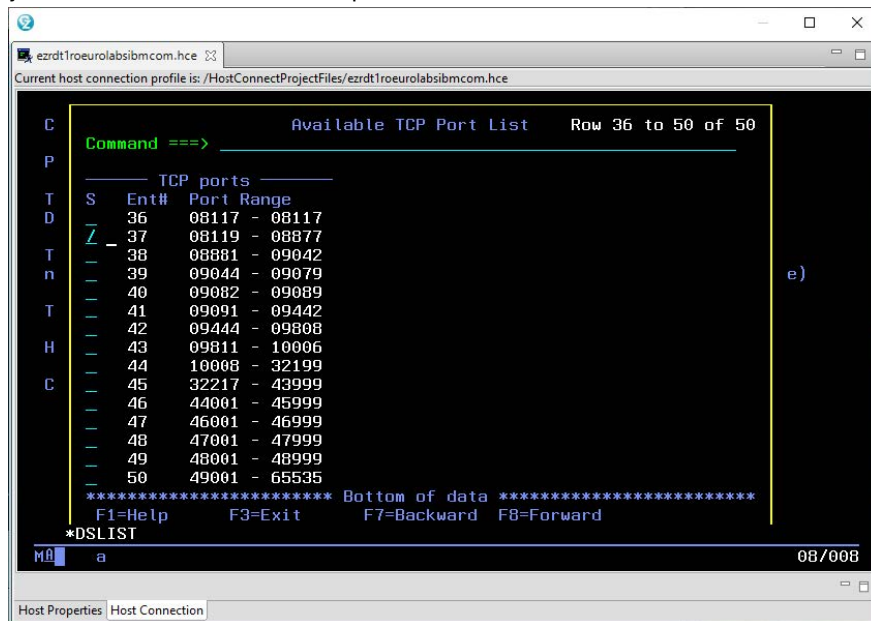 ezrdt1roeurolabsibmcom.hce
Current host connection profile is: /HostConnectProjectFiles/ezrdt1roeurolabsibmcom.hce
C Available TCP Port List Row 36 to 50 of 50
Command ===>
P
TCP ports
T S Ent# Port Range
D _ 36 08117 - 08117
/ _ 37 08119 - 08877
T _ 38 08881 - 09042
n _ 39 09044 - 09079 e)
_ 40 09082 - 09089
T _ 41 09091 - 09442
_ 42 09444 - 09808
H _ 43 09811 - 10006
_ 44 10008 - 32199
C _ 45 32217 - 43999
_ 46 44001 - 45999
_ 47 46001 - 46999
_ 48 47001 - 47999
_ 49 48001 - 48999
_ 50 49001 - 65535
************************ Bottom of data ************************
F1=Help F3=Exit F7=Backward F8=Forward
*DSLIST
MA a 08/008
Host Properties Host Connection